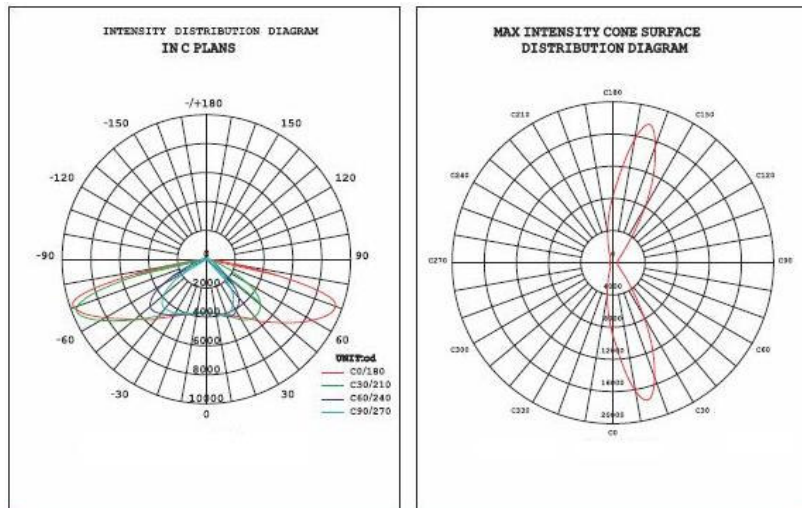 INTENSITY DISTRIBUTION DIAGRAM
IN C PLANS
-/+180
-150
150
-120
120
-90
90
0
2000
4000
-60
60
6000
8000
-30
30
10000
0
UNIT:cd
C0/180
C30/210
C60/240
C90/270
MAX INTENSITY CONE SURFACE
DISTRIBUTION DIAGRAM
C180
C210
C150
C240
C120
C270
C90
0
4000
8000
C300
C60
12000
16000
C330
C30
20000
C0